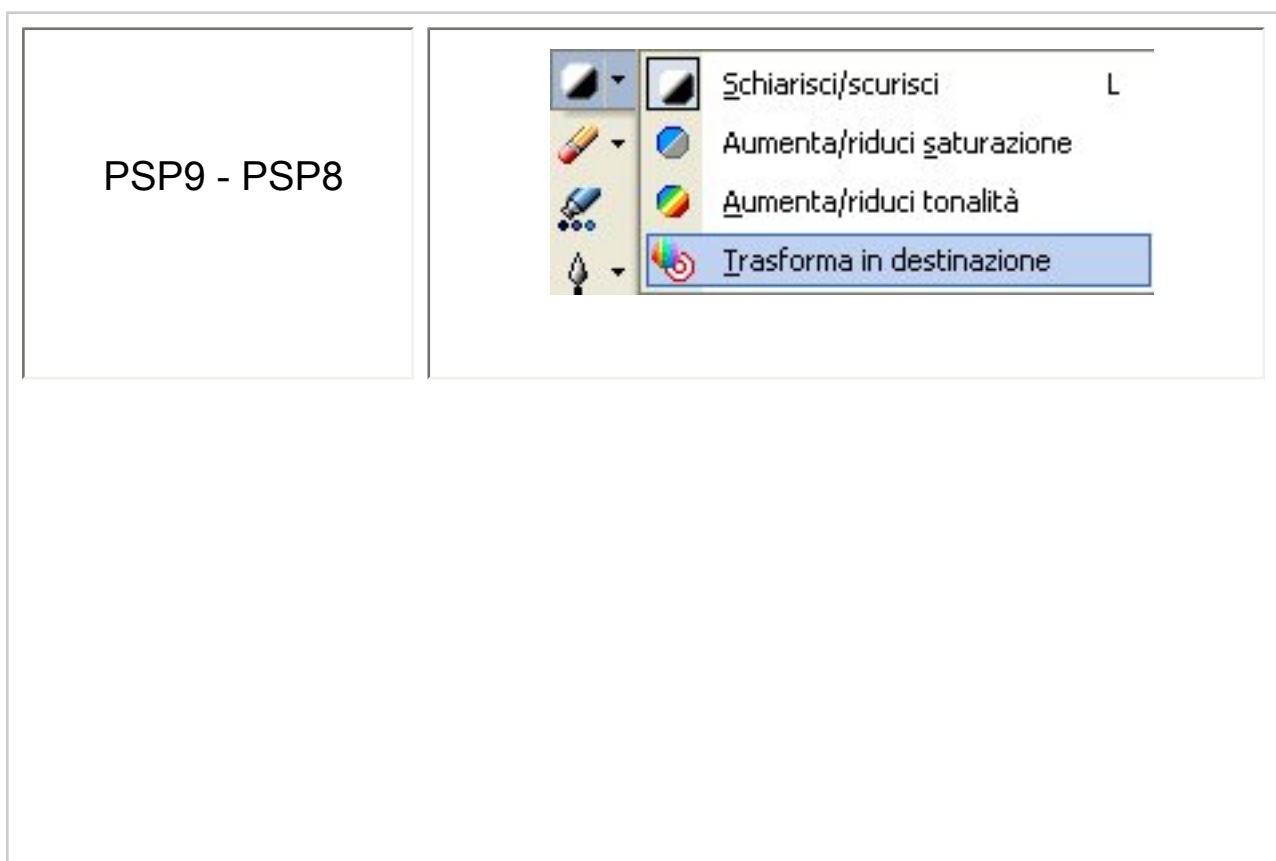 PSP9 - PSP8
Schiarisci/scurisci L
Aumenta/riduci saturazione
Aumenta/riduci tonalità
Trasforma in destinazione